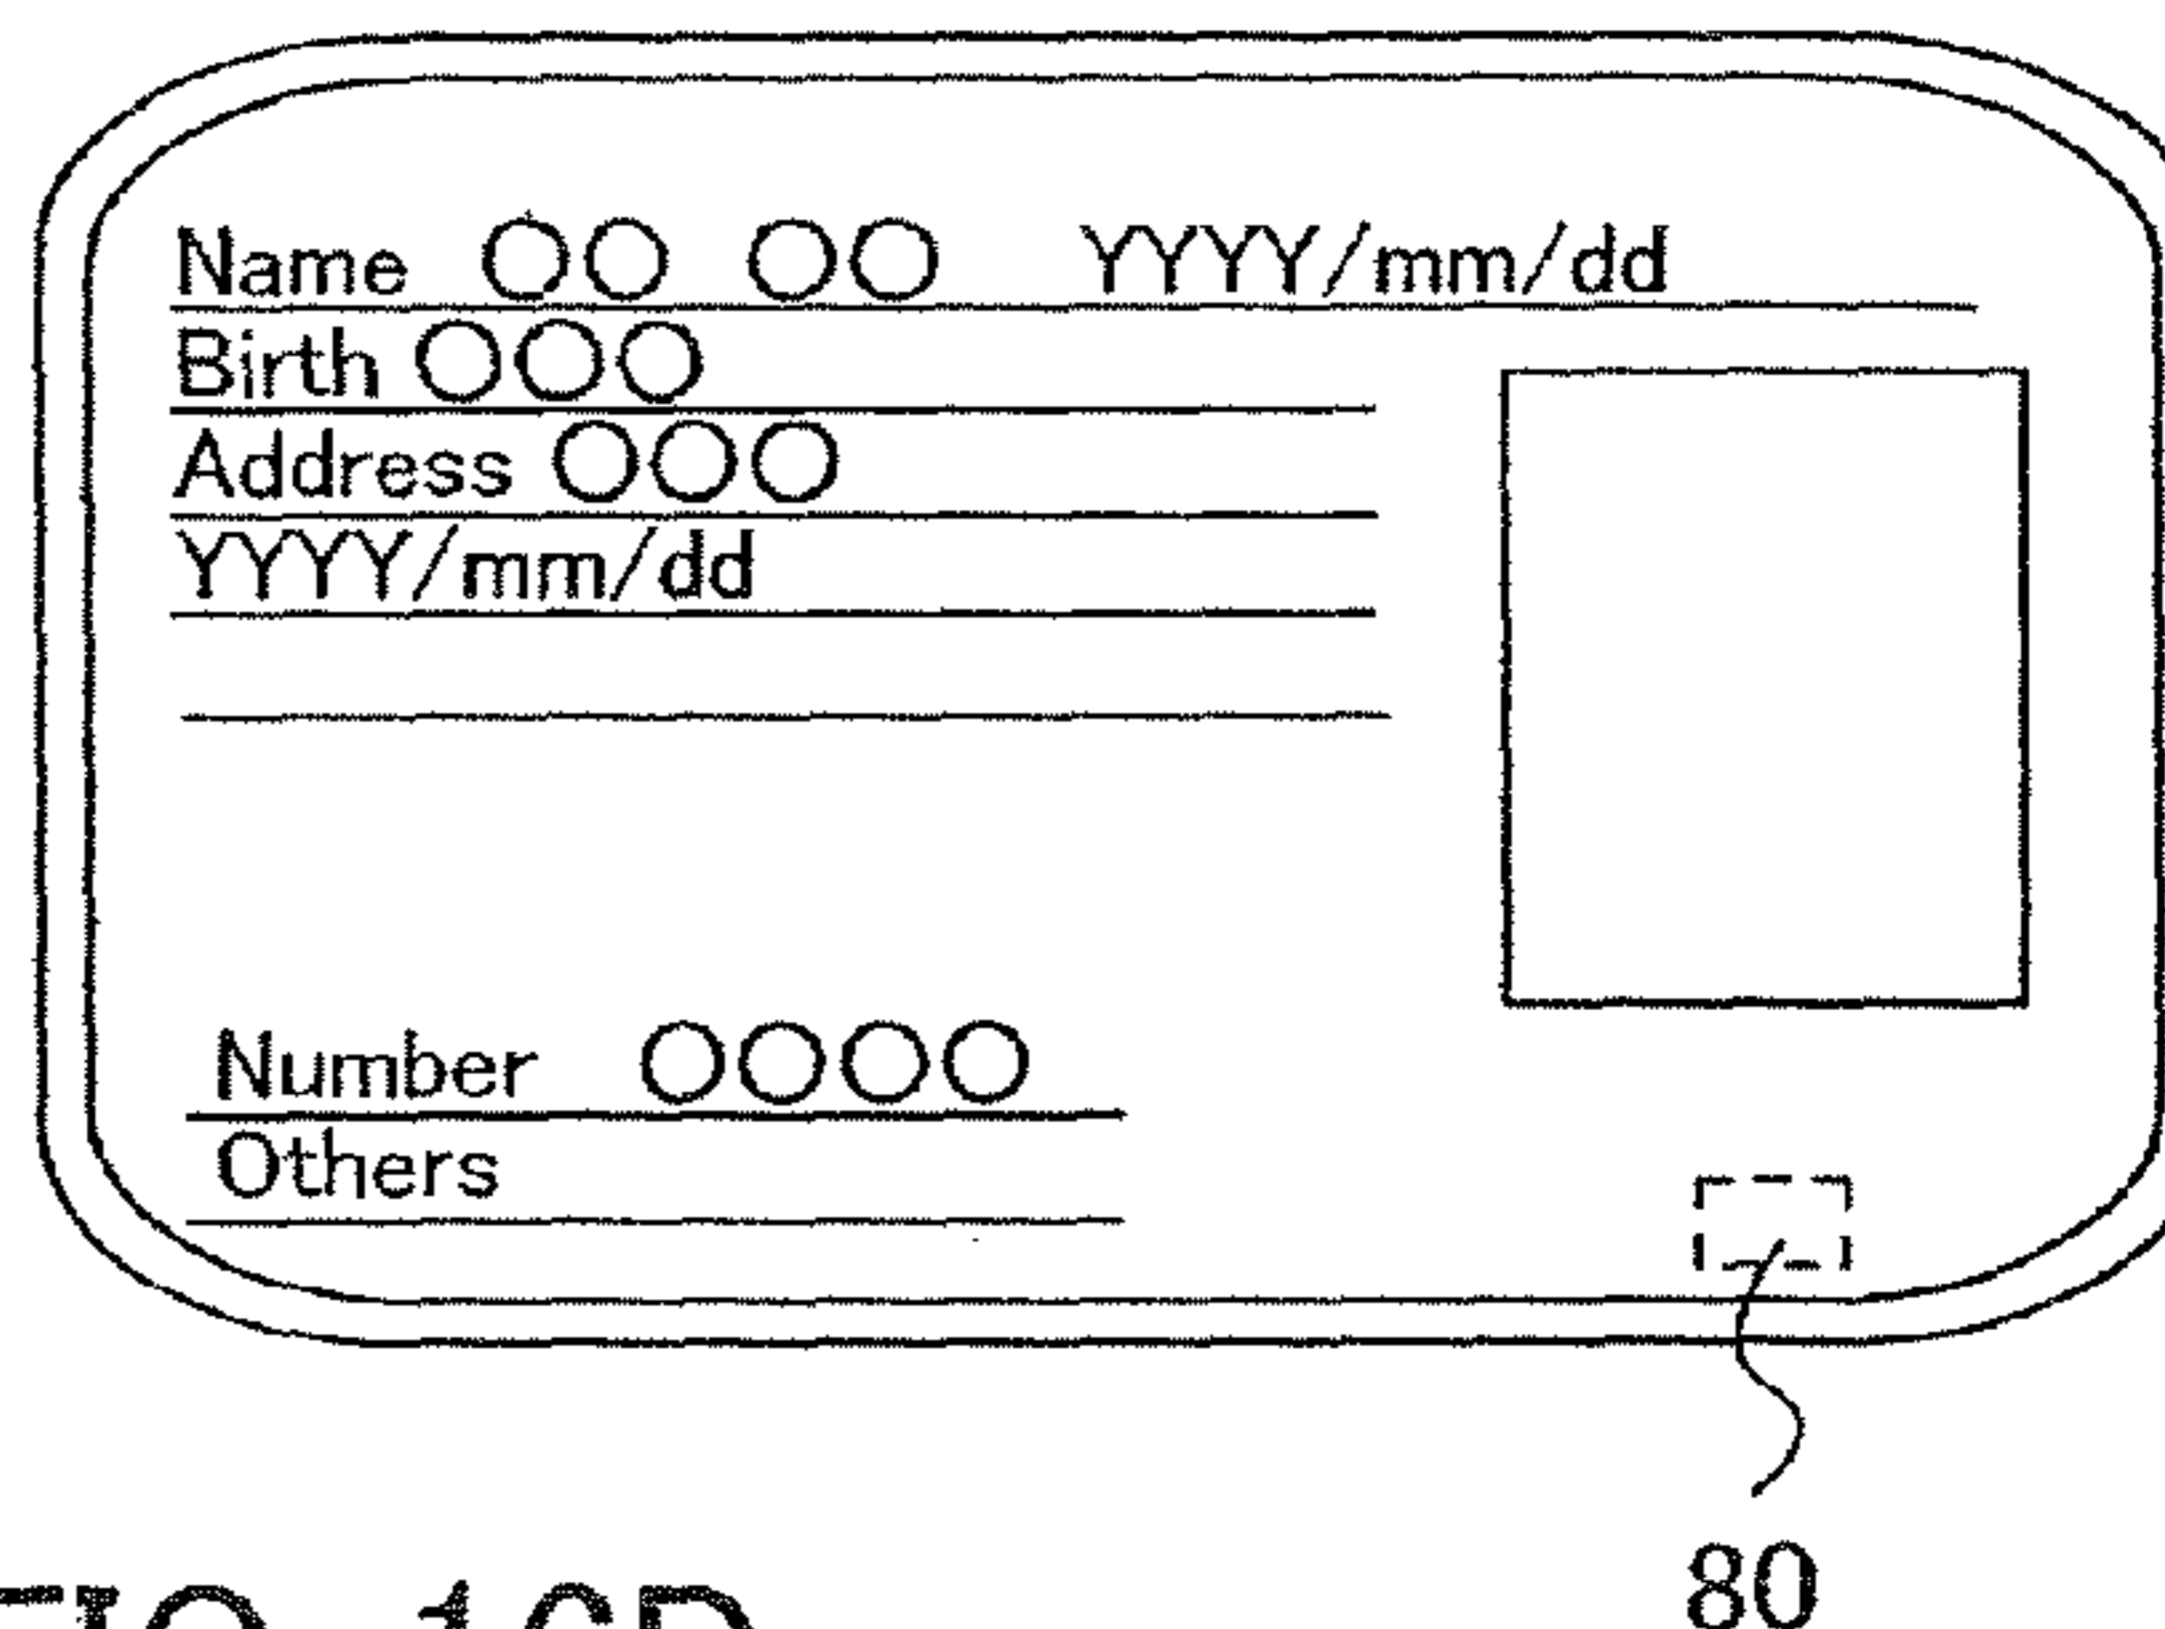 Name ○○ ○○ YYYY/mm/dd
Birth ○○○
Address ○○○
YYYY/mm/dd
Number ○○○○
Others
80